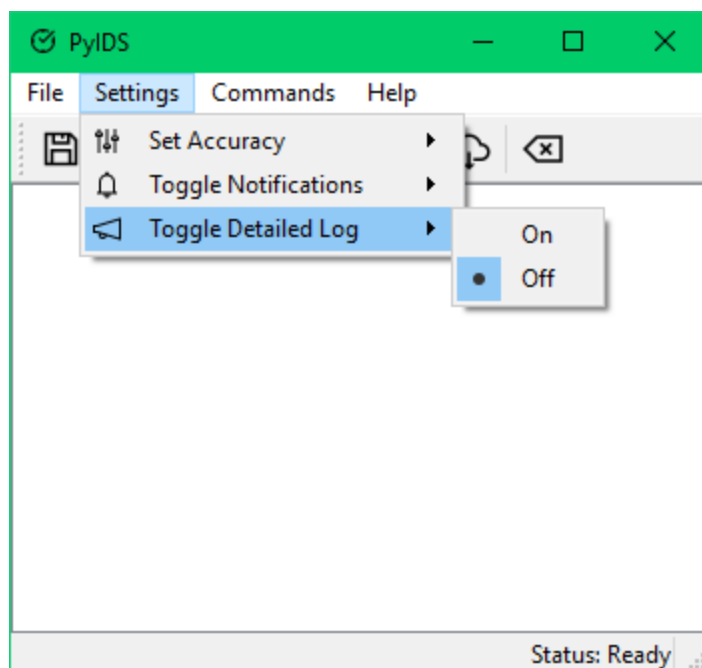 PyIDS
File Settings Commands Help
Set Accuracy
Toggle Notifications
Toggle Detailed Log
On
Off
Status: Ready